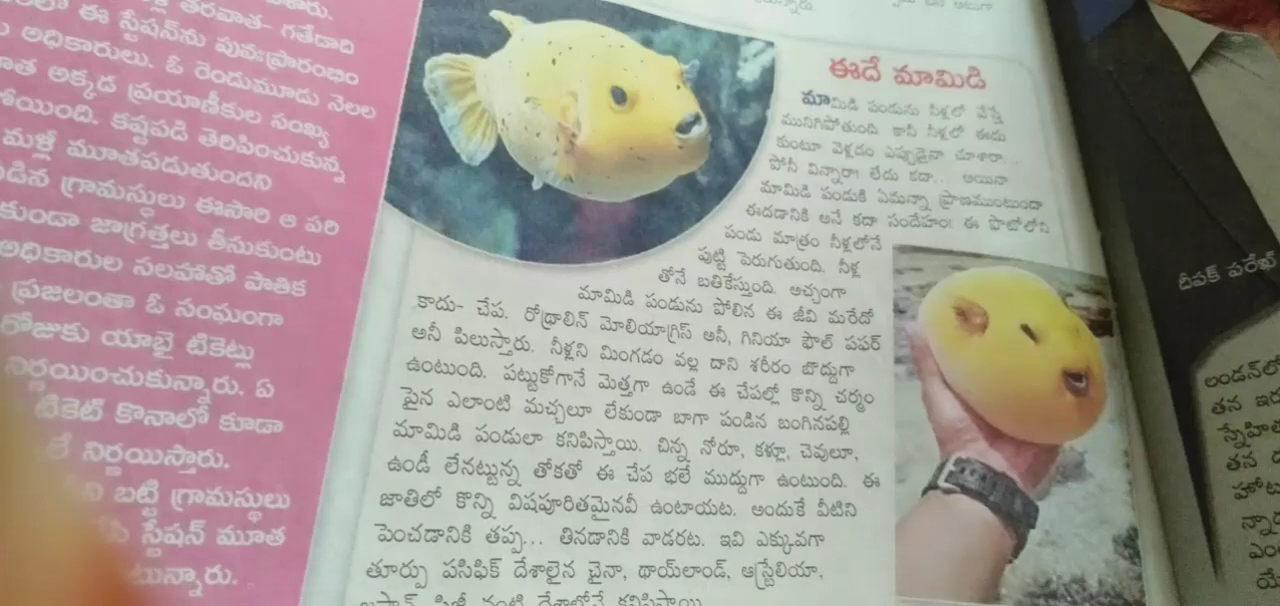 తరవాత- గతేడాది
ఈ స్టేషన్‌ను పునఃప్రారంభం
అధికారులు. ఓ రెండుమూడు నెలల
అక్కడ ప్రయాణీకుల సంఖ్య
కష్టపడి తెరిపించుకున్న
మళ్లీ మూతపడుతుందని
గ్రామస్థులు ఈసారి ఆ పరి
జాగ్రత్తలు తీసుకుంటు
అధికారుల సలహాతో పాతిక
ప్రజలంతా ఓ సంఘంగా
రోజుకు యాభై టికెట్లు
నిర్ణయించుకున్నారు. ఏ
టికెట్ కొనాలో కూడా
నిర్ణయిస్తారు.
బట్టి గ్రామస్థులు
స్టేషన్ మూత
ఈదే మామిడి
మామిడి పండును నీళ్లలో వేస్తే
మునిగిపోతుంది. కానీ నీళ్లలో ఈదు
కుంటూ వెళ్లడం ఎప్పుడైనా చూశారా...
పోనీ విన్నారా! లేదు కదా... అయినా
మామిడి పండుకి ఏమన్నా ప్రాణముంటుందా
ఈదడానికి అనే కదా సందేహం! ఈ ఫొటోలోని
పండు మాత్రం నీళ్లలోనే
పుట్టి పెరుగుతుంది. నీళ్ల
తోనే బతికేస్తుంది. అచ్చంగా
మామిడి పండును పోలిన ఈ జీవి మరేదో
కాదు- చేప. రోథ్రాలిన్ మోలియాగ్రిస్ అనీ, గినియా ఫౌల్ పఫర్
అనీ పిలుస్తారు. నీళ్లని మింగడం వల్ల దాని శరీరం బొద్దుగా
ఉంటుంది. పట్టుకోగానే మెత్తగా ఉండే ఈ చేపల్లో కొన్ని చర్మం
పైన ఎలాంటి మచ్చలూ లేకుండా బాగా పండిన బంగినపల్లి
మామిడి పండులా కనిపిస్తాయి. చిన్న నోరూ, కళ్లూ, చెవులూ,
ఉండీ లేనట్టున్న తోకతో ఈ చేప భలే ముద్దుగా ఉంటుంది. ఈ
జాతిలో కొన్ని విషపూరితమైనవీ ఉంటాయట. అందుకే వీటిని
పెంచడానికి తప్ప... తినడానికి వాడరట. ఇవి ఎక్కువగా
తూర్పు పసిఫిక్ దేశాలైన చైనా, థాయ్‌లాండ్, ఆస్ట్రేలియా,
దీపక్ పరేఖ్
లండన్‌లో
తన
స్నేహిత
తన